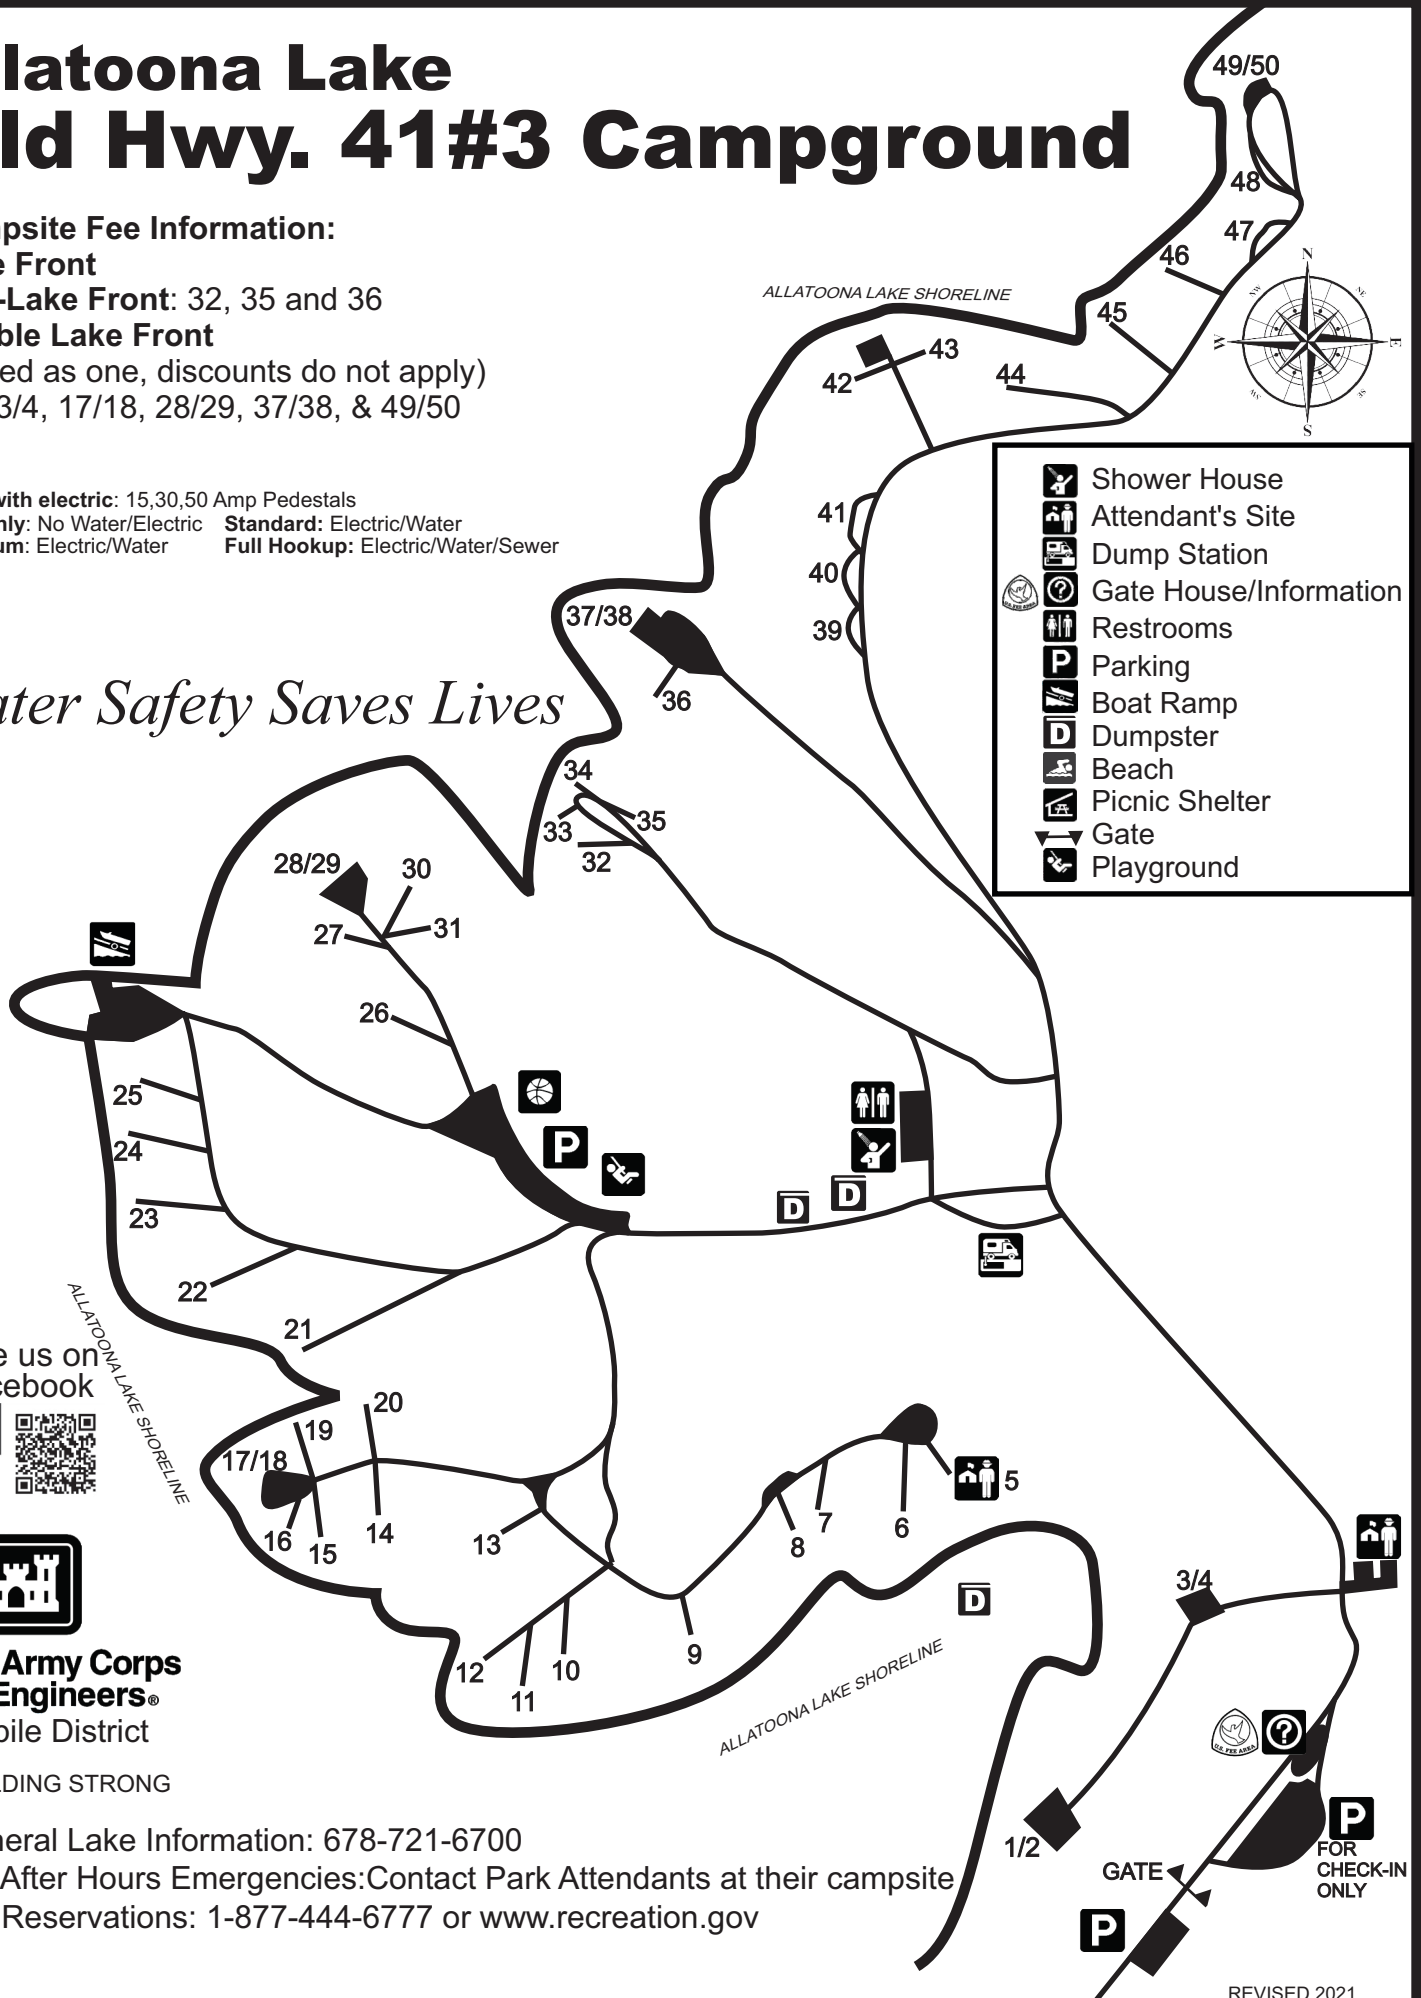 latoona Lake
ld Hwy. 41#3 Campground
psite Fee Information:
e Front
-Lake Front: 32, 35 and 36
ble Lake Front
ed as one, discounts do not apply)
3/4, 17/18, 28/29, 37/38, & 49/50
with electric: 15,30,50 Amp Pedestals
nly: No Water/Electric Standard: Electric/Water
um: Electric/Water Full Hookup: Electric/Water/Sewer
ater Safety Saves Lives
49/50
48
47
46
45
44
43
42
ALLATOONA LAKE SHORELINE
N
NE
E
SE
S
SW
W
NW
Shower House
Attendant's Site
Dump Station
U.S. FEE AREA ? Gate House/Information
Restrooms
P Parking
Boat Ramp
D Dumpster
Beach
Picnic Shelter
Gate
Playground
41
40
39
37/38
36
34
35
33
32
28/29
30
31
27
26
25
24
23
22
21
P
D
D
ALLATOONA LAKE SHORELINE
e us on
cebook
20
19
17/18
16
15
14
13
12
11
10
9
8
7
6
5
D
ALLATOONA LAKE SHORELINE
3/4
1/2
U.S. FEE AREA
?
P
FOR
CHECK-IN
ONLY
GATE
P
Army Corps
Engineers®
bile District
LDING STRONG
neral Lake Information: 678-721-6700
After Hours Emergencies:Contact Park Attendants at their campsite
Reservations: 1-877-444-6777 or www.recreation.gov
REVISED 2021